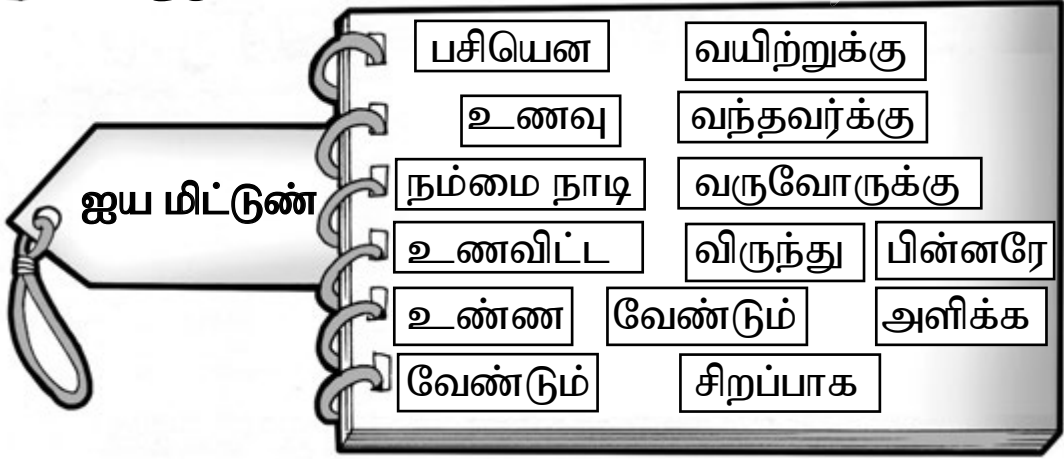 பசியென வயிற்றுக்கு
உணவு வந்தவர்க்கு
ஐய மிட்டுண்
நம்மை நாடி வருவோருக்கு
உணவிட்ட விருந்து பின்னரே
உண்ண வேண்டும் அளிக்க
வேண்டும் சிறப்பாக